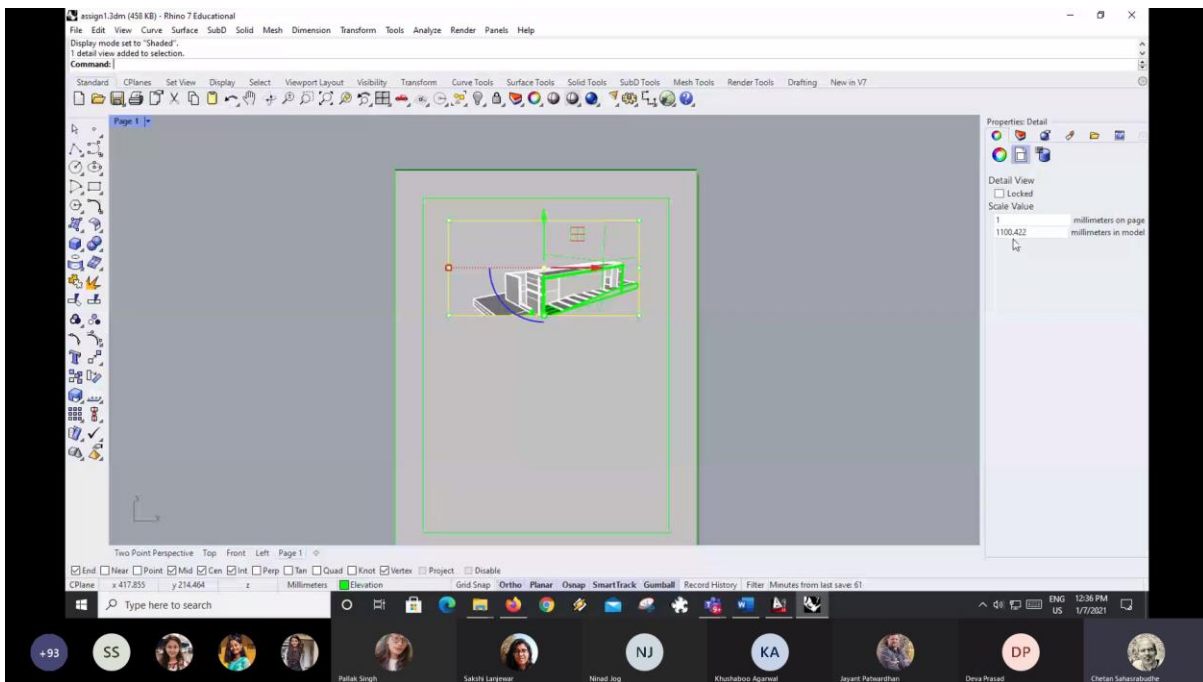 assign1.3dm (458 KB) - Rhino 7 Educational
File Edit View Curve Surface SubD Solid Mesh Dimension Transform Tools Analyze Render Panels Help
Display mode set to "Shaded".
1 detail view added to selection.
Command:
Standard CPlanes Set View Display Select Viewport Layout Visibility Transform Curve Tools Surface Tools Solid Tools SubD Tools Mesh Tools Render Tools Drafting New in V7
Page 1
Properties: Detail
Detail View
Locked
Scale Value
1 millimeters on page
1100.422 millimeters in model
Two Point Perspective Top Front Left Page 1
End Near Point Mid Cen Int Perp Tan Quad Knot Vertex Project Disable
CPlane x 417.855 y 214.464 z Millimeters Elevation Grid Snap Ortho Planar Osnap SmartTrack Gumball Record History Filter Minutes from last save: 61
Type here to search
ENG 12:36 PM
US 1/7/2021
+93 SS NJ KA DP
Pallak Singh Sakshi Lanjewar Ninad Jog Khushaboo Agarwal Jayant Patwardhan Deva Prasad Chetan Sahasrabudhe